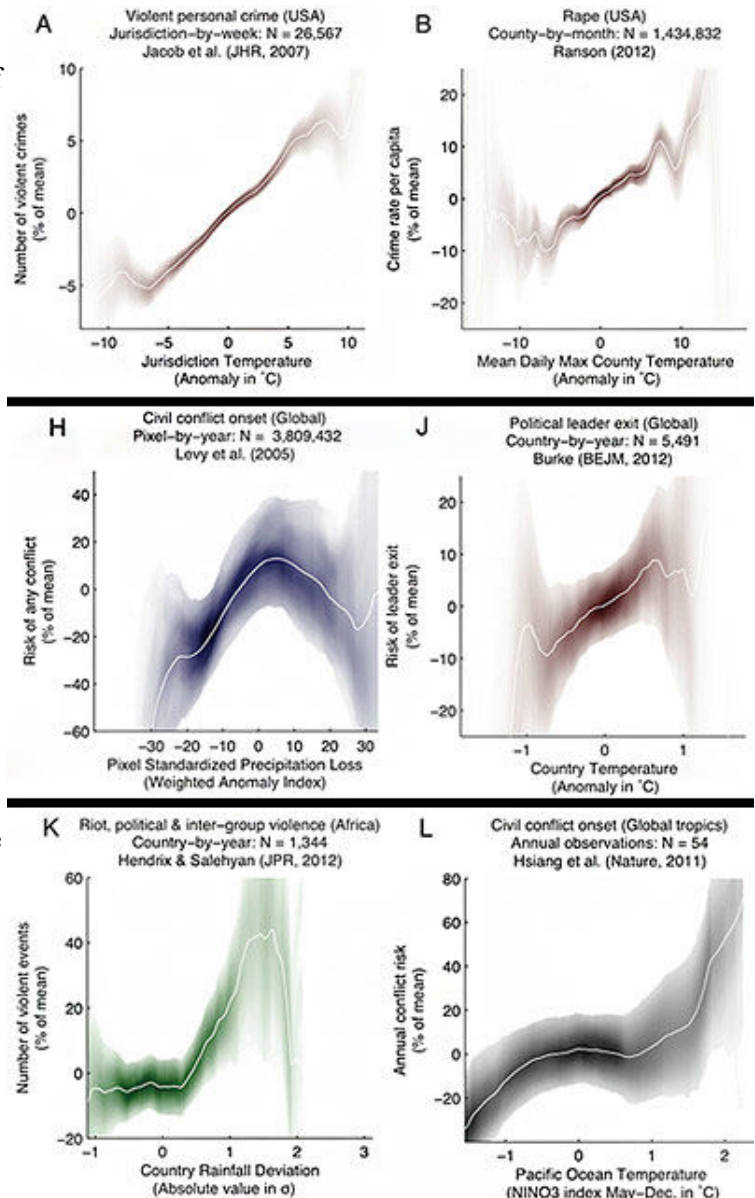 A
Violent personal crime (USA)
Jurisdiction-by-week: N = 26,567
Jacob et al. (JHR, 2007)
10
5
0
-5
Number of violent crimes
(% of mean)
-10 -5 0 5 10
Jurisdiction Temperature
(Anomaly in °C)
B
Rape (USA)
County-by-month: N = 1,434,832
Ranson (2012)
20
10
0
-10
-20
Crime rate per capita
(% of mean)
-10 0 10
Mean Daily Max County Temperature
(Anomaly in °C)
H
Civil conflict onset (Global)
Pixel-by-year: N = 3,809,432
Levy et al. (2005)
40
20
0
-20
-40
-60
Risk of any conflict
(% of mean)
-30 -20 -10 0 10 20 30
Pixel Standardized Precipitation Loss
(Weighted Anomaly Index)
J
Political leader exit (Global)
Country-by-year: N = 5,491
Burke (BEJM, 2012)
20
10
0
-10
-20
Risk of leader exit
(% of mean)
-1 0 1
Country Temperature
(Anomaly in °C)
K
Riot, political & inter-group violence (Africa)
Country-by-year: N = 1,344
Hendrix & Salehyan (JPR, 2012)
60
40
20
0
-20
Number of violent events
(% of mean)
-1 0 1 2 3
Country Rainfall Deviation
(Absolute value in σ)
L
Civil conflict onset (Global tropics)
Annual observations: N = 54
Hsiang et al. (Nature, 2011)
80
60
40
20
0
-20
Annual conflict risk
(% of mean)
-1 0 1 2
Pacific Ocean Temperature
(NINO3 index May-Dec. in °C)